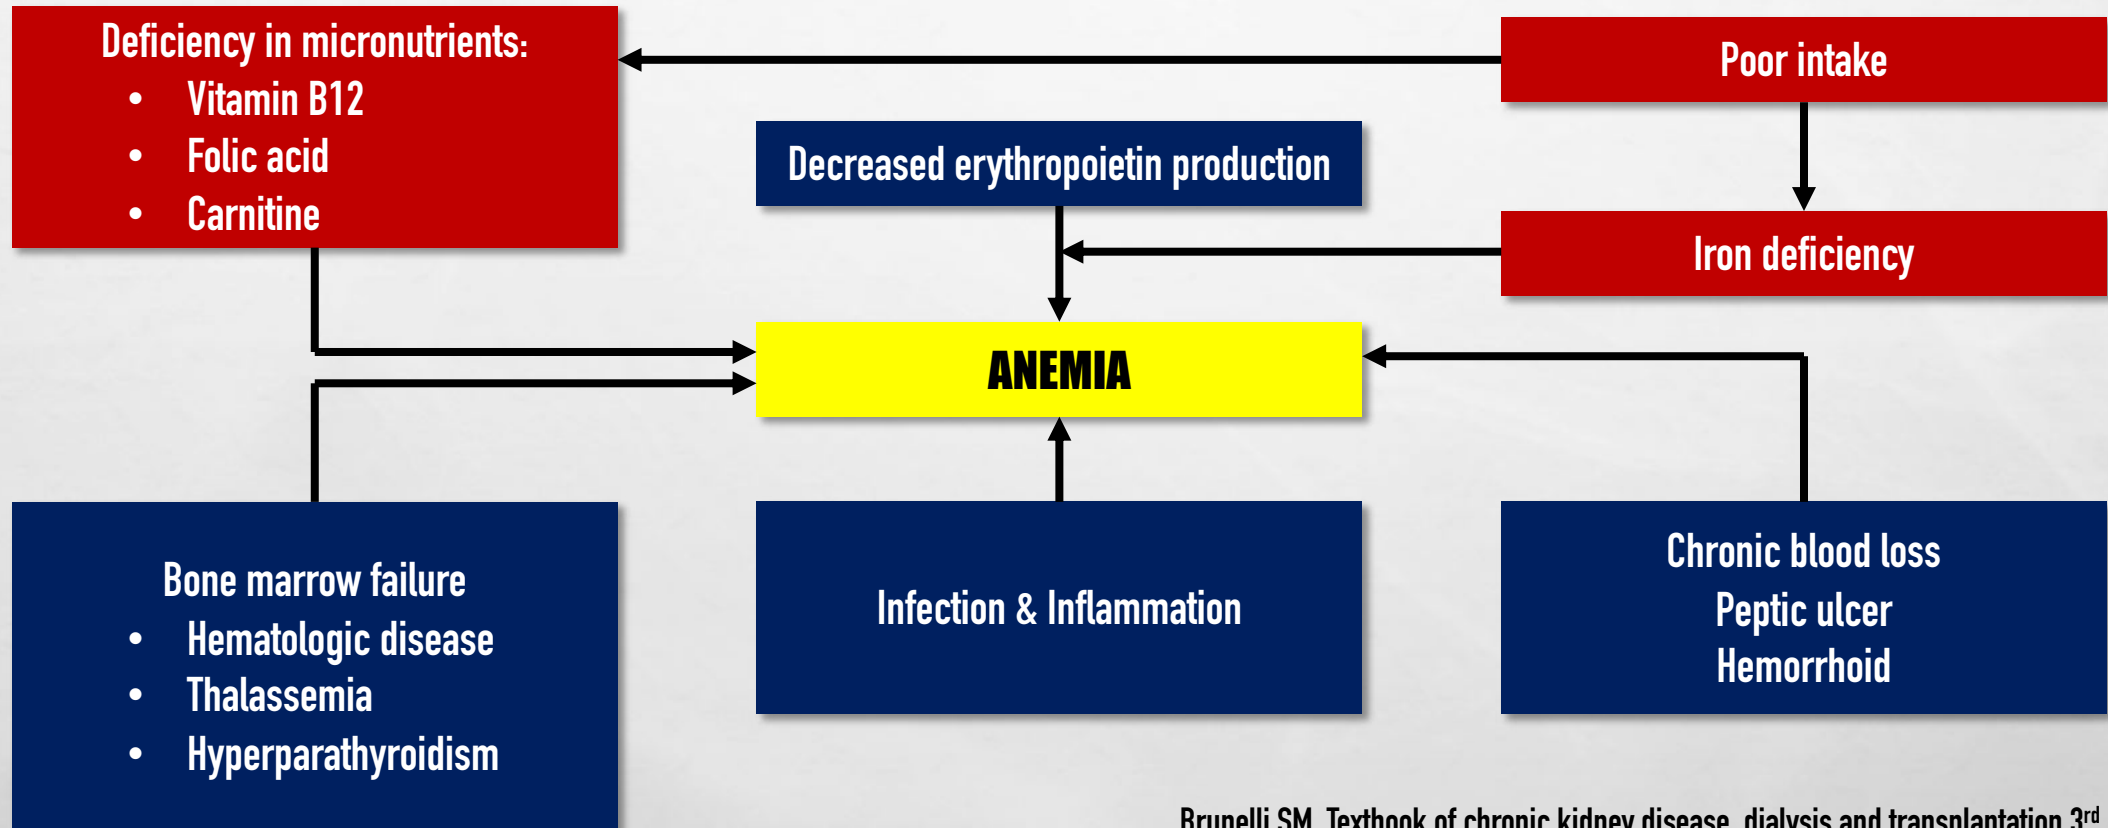 Deficiency in micronutrients:
• Vitamin B12
• Folic acid
• Carnitine
Poor intake
Decreased erythropoietin production
Iron deficiency
ANEMIA
Bone marrow failure
• Hematologic disease
• Thalassemia
• Hyperparathyroidism
Infection & Inflammation
Chronic blood loss
Peptic ulcer
Hemorrhoid
Brunelli SM. Textbook of chronic kidney disease, dialysis and transplantation 3rd